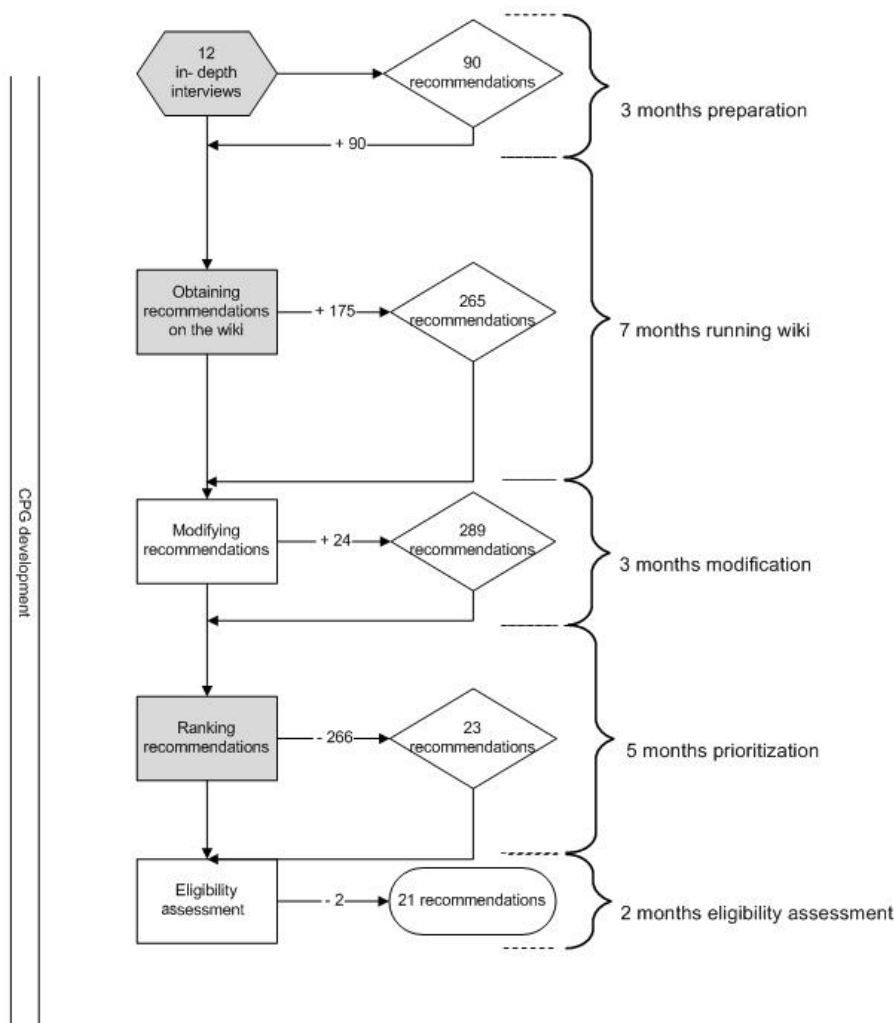 12
in- depth
interviews
90
recommendations
3 months preparation
+ 90
Obtaining
recommendations
on the wiki
+ 175
265
recommendations
7 months running wiki
CPG development
Modifying
recommendations
+ 24
289
recommendations
3 months modification
Ranking
recommendations
- 266
23
recommendations
5 months prioritization
Eligibility
assessment
- 2
21 recommendations
2 months eligibility assessment